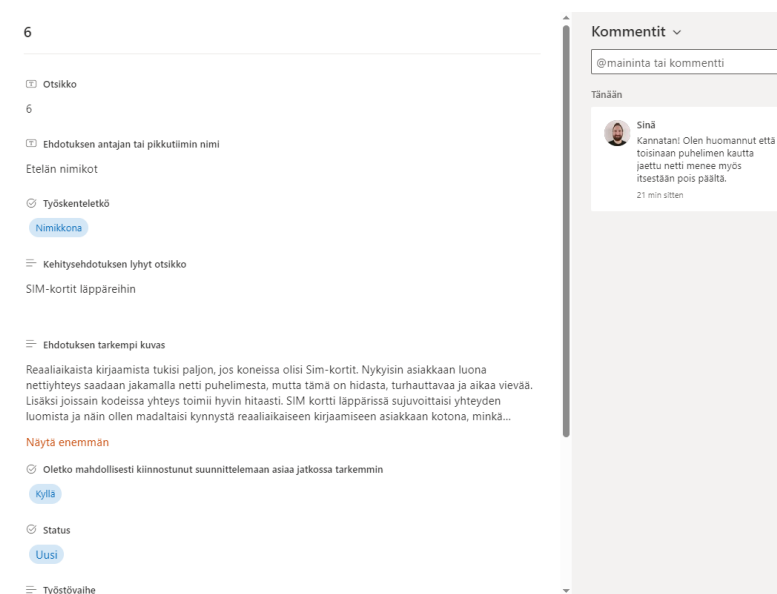 6
Otsikko
6
Ehdotuksen antajan tai pikkutiimin nimi
Etelän nimikot
Työskenteletkö
Nimikkona
Kehitysehdotuksen lyhyt otsikko
SIM-kortit läppäreihin
Ehdotuksen tarkempi kuvas
Reaaliaikaista kirjaamista tukisi paljon, jos koneissa olisi Sim-kortit. Nykyisin asiakkaan luona
nettiyhteys saadaan jakamalla netti puhelimesta, mutta tämä on hidasta, turhauttavaa ja aikaa vievää.
Lisäksi joissain kodeissa yhteys toimii hyvin hitaasti. SIM kortti läppärissä sujuvoittaisi yhteyden
luomista ja näin ollen madaltaisi kynnystä reaaliaikaiseen kirjaamiseen asiakkaan kotona, minkä...
Näytä enemmän
Oletko mahdollisesti kiinnostunut suunnittelemaan asiaa jatkossa tarkemmin
Kyllä
Status
Uusi
Työstövaihe
Kommentit
@maininta tai kommentti
Tänään
Sinä
Kannatan! Olen huomannut että
toisinaan puhelimen kautta
jaettu netti menee myös
itsestään pois päältä.
21 min sitten